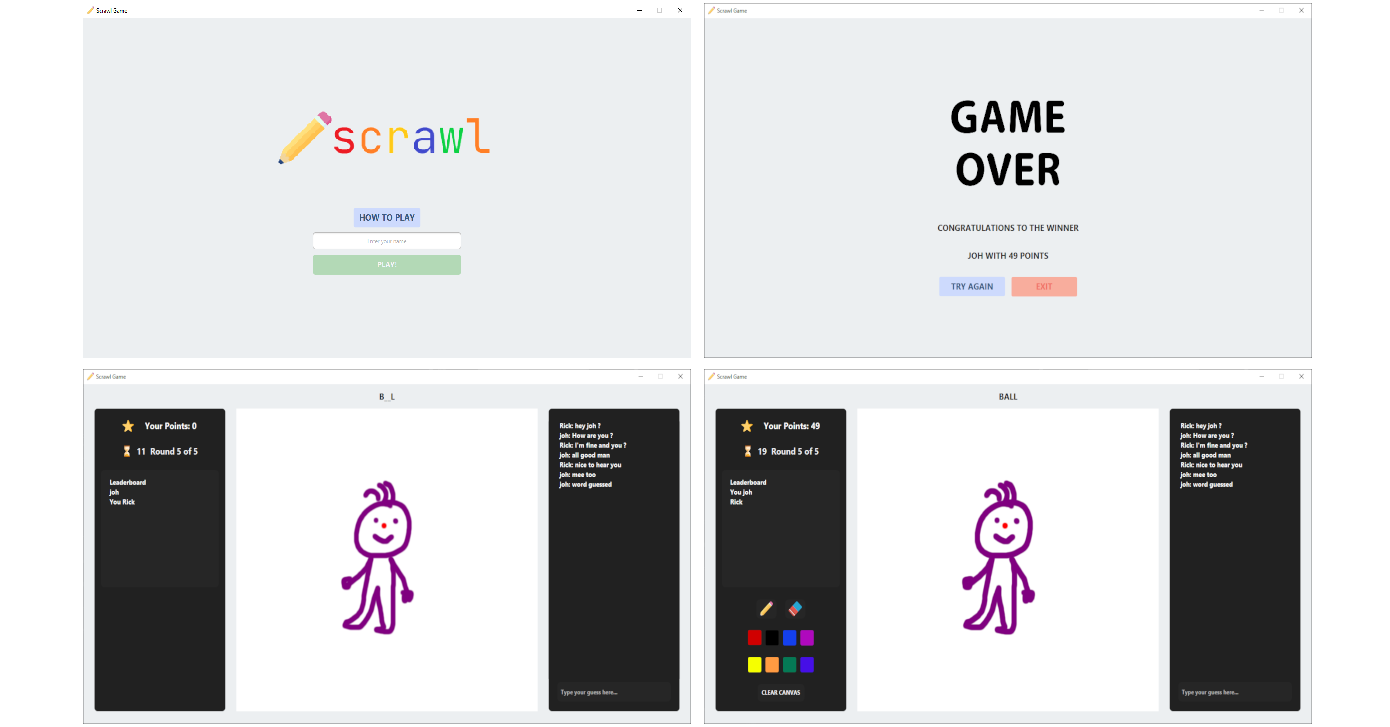 Scrawl Game
scrawl
HOW TO PLAY
Enter your name
PLAY!
Scrawl Game
GAME
OVER
CONGRATULATIONS TO THE WINNER
JOH WITH 49 POINTS
TRY AGAIN
EXIT
Scrawl Game
B__L
Your Points: 0
11 Round 5 of 5
Leaderboard
joh
You Rick
Rick: hey joh ?
joh: How are you ?
Rick: I'm fine and you ?
joh: all good man
Rick: nice to hear you
joh: mee too
joh: word guessed
Type your guess here...
Scrawl Game
BALL
Your Points: 49
19 Round 5 of 5
Leaderboard
You joh
Rick
CLEAR CANVAS
Rick: hey joh ?
joh: How are you ?
Rick: I'm fine and you ?
joh: all good man
Rick: nice to hear you
joh: mee too
joh: word guessed
Type your guess here...